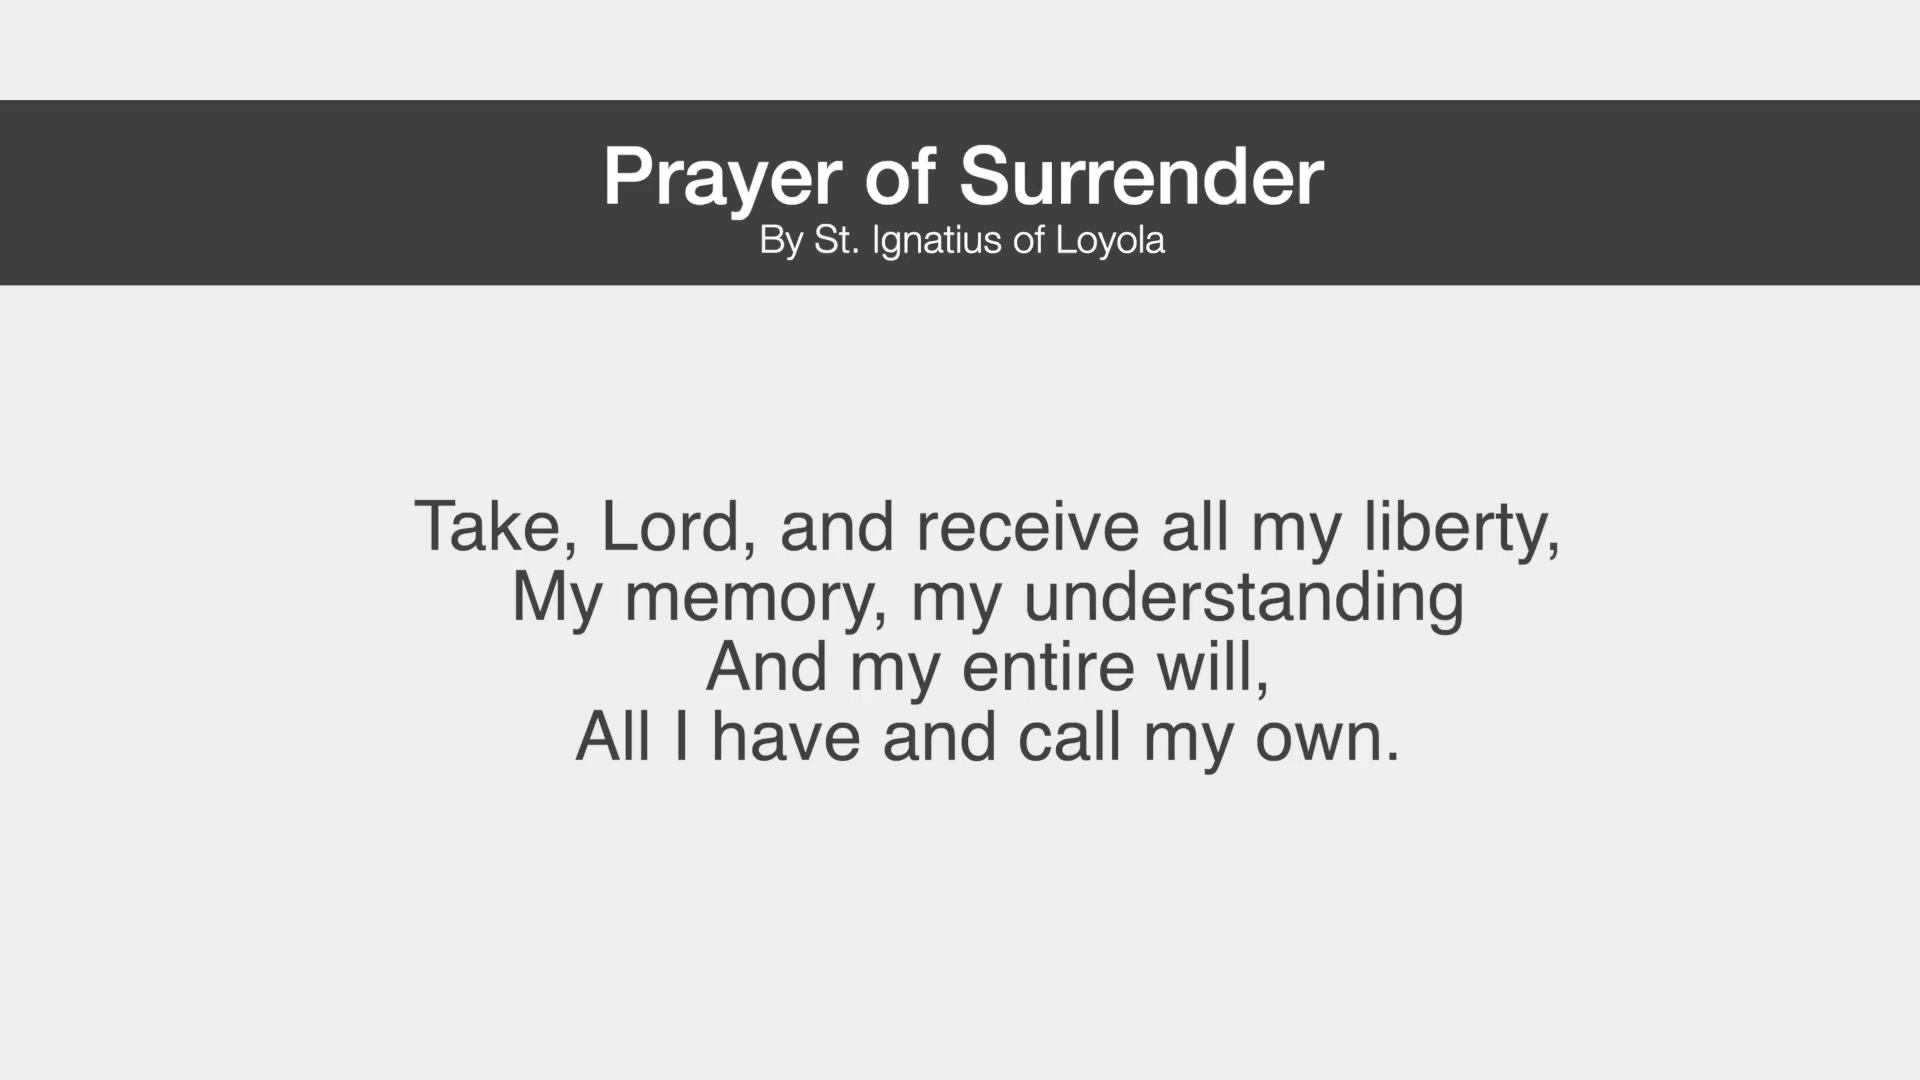 Prayer of Surrender
By St. Ignatius of Loyola
Take, Lord, and receive all my liberty,
My memory, my understanding
And my entire will,
All I have and call my own.